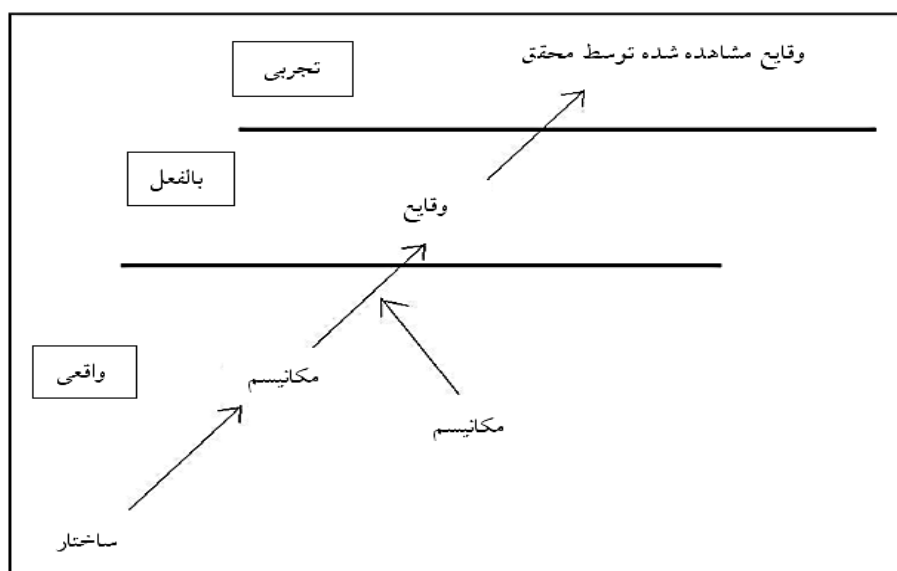 وقایع مشاهده شده توسط محقق
تجربی
بالفعل
وقایع
واقعی
مکانیسم
مکانیسم
ساختار